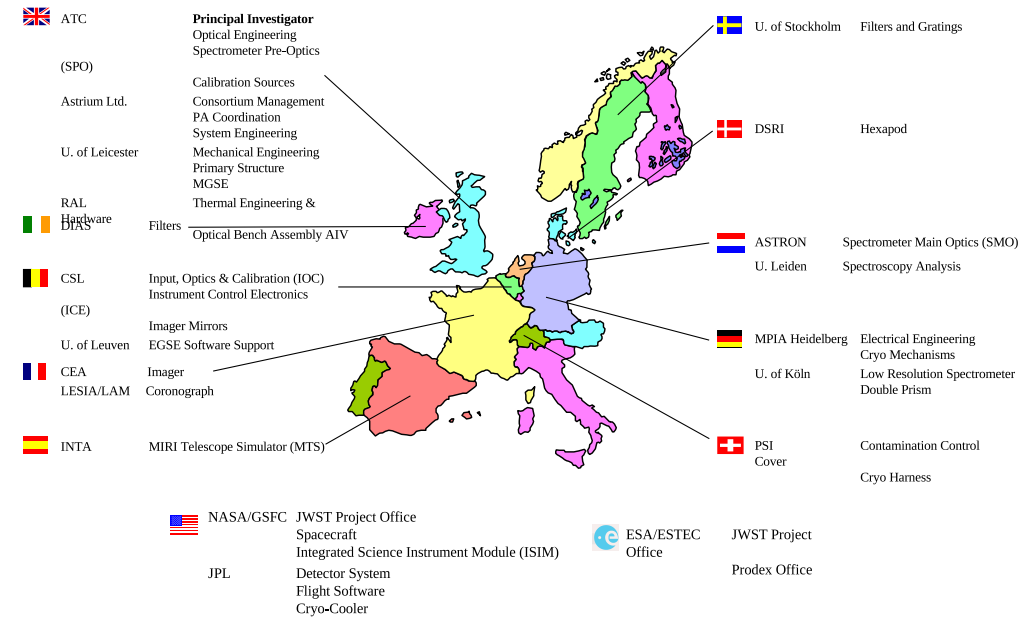 ATC Principal Investigator
Optical Engineering
Spectrometer Pre-Optics
(SPO)
Calibration Sources
Astrium Ltd. Consortium Management
PA Coordination
System Engineering
U. of Leicester Mechanical Engineering
Primary Structure
MGSE
RAL Thermal Engineering &
Hardware
Optical Bench Assembly AIV
DIAS Filters
CSL Input, Optics & Calibration (IOC)
Instrument Control Electronics
(ICE)
Imager Mirrors
U. of Leuven EGSE Software Support
CEA Imager
LESIA/LAM Coronograph
INTA MIRI Telescope Simulator (MTS)
U. of Stockholm Filters and Gratings
DSRI Hexapod
ASTRON Spectrometer Main Optics (SMO)
U. Leiden Spectroscopy Analysis
MPIA Heidelberg Electrical Engineering
Cryo Mechanisms
U. of Köln Low Resolution Spectrometer
Double Prism
PSI Contamination Control
Cover
Cryo Harness
NASA/GSFC JWST Project Office
Spacecraft
Integrated Science Instrument Module (ISIM)
JPL Detector System
Flight Software
Cryo-Cooler
e ESA/ESTEC JWST Project
Office
Prodex Office